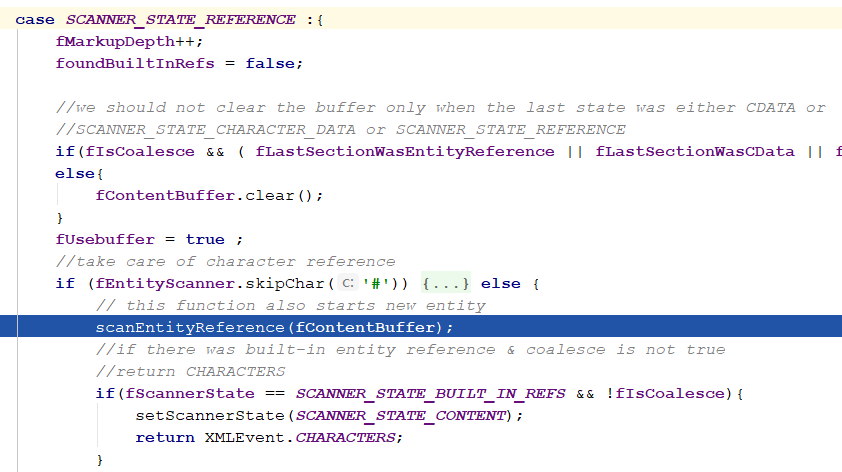 case SCANNER_STATE_REFERENCE :{
fMarkupDepth++;
foundBuiltInRefs = false;
//we should not clear the buffer only when the last state was either CDATA or
//SCANNER_STATE_CHARACTER_DATA or SCANNER_STATE_REFERENCE
if(fIsCoalesce && ( fLastSectionWasEntityReference || fLastSectionWasCData || f
else{
fContentBuffer.clear();
}
fUsebuffer = true ;
//take care of character reference
if (fEntityScanner.skipChar( c: '#')) {...} else {
// this function also starts new entity
scanEntityReference(fContentBuffer);
//if there was built-in entity reference & coalesce is not true
//return CHARACTERS
if(fScannerState == SCANNER_STATE_BUILT_IN_REFS && !fIsCoalesce){
setScannerState(SCANNER_STATE_CONTENT);
return XMLEvent.CHARACTERS;
}